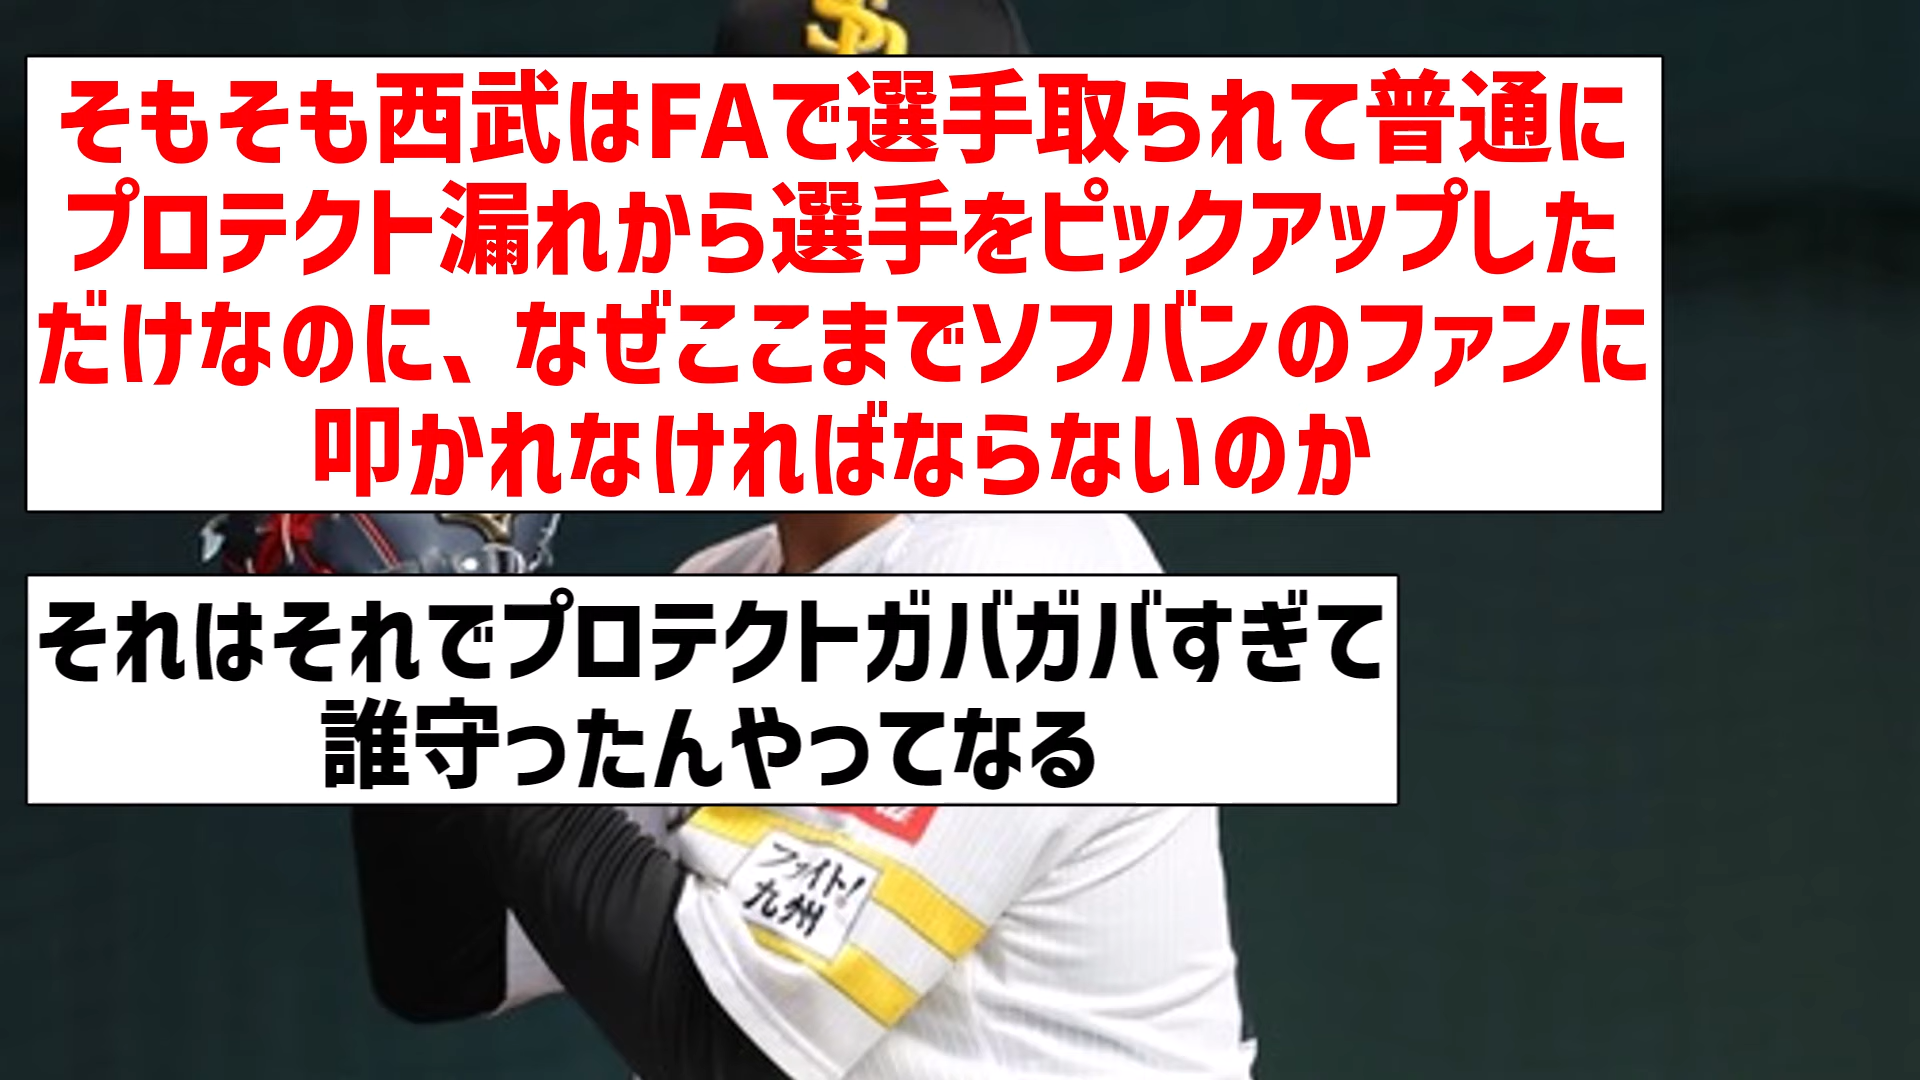 そもそも西武はFAで選手取られて普通に
プロテクト漏れから選手をピックアップした
だけなのに、なぜここまでソフバンのファンに
叩かれなければならないのか
それはそれでプロテクトガバガバすぎて
誰守ったんやってなる
ファイト!
九州